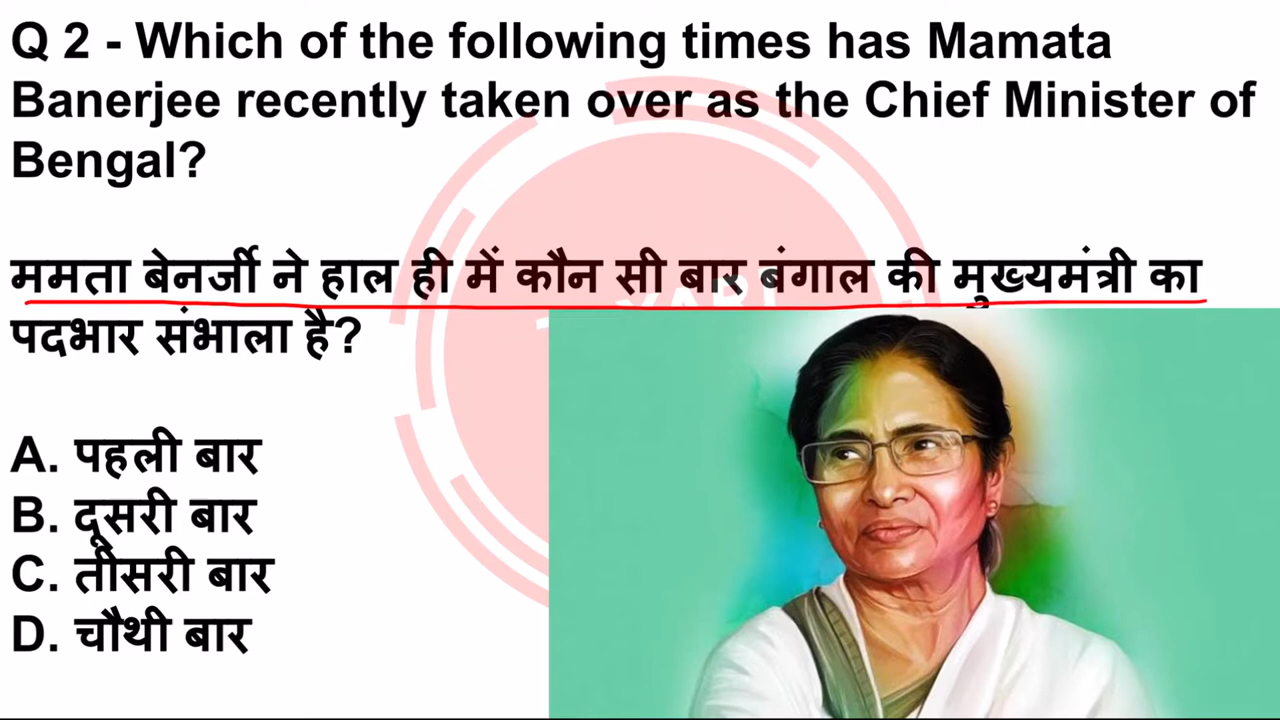 Q 2 - Which of the following times has Mamata
Banerjee recently taken over as the Chief Minister of
Bengal?
ममता बेनर्जी ने हाल ही में कौन सी बार बंगाल की मुख्यमंत्री का
पदभार संभाला है?
A. पहली बार
B. दूसरी बार
C. तीसरी बार
D. चौथी बार